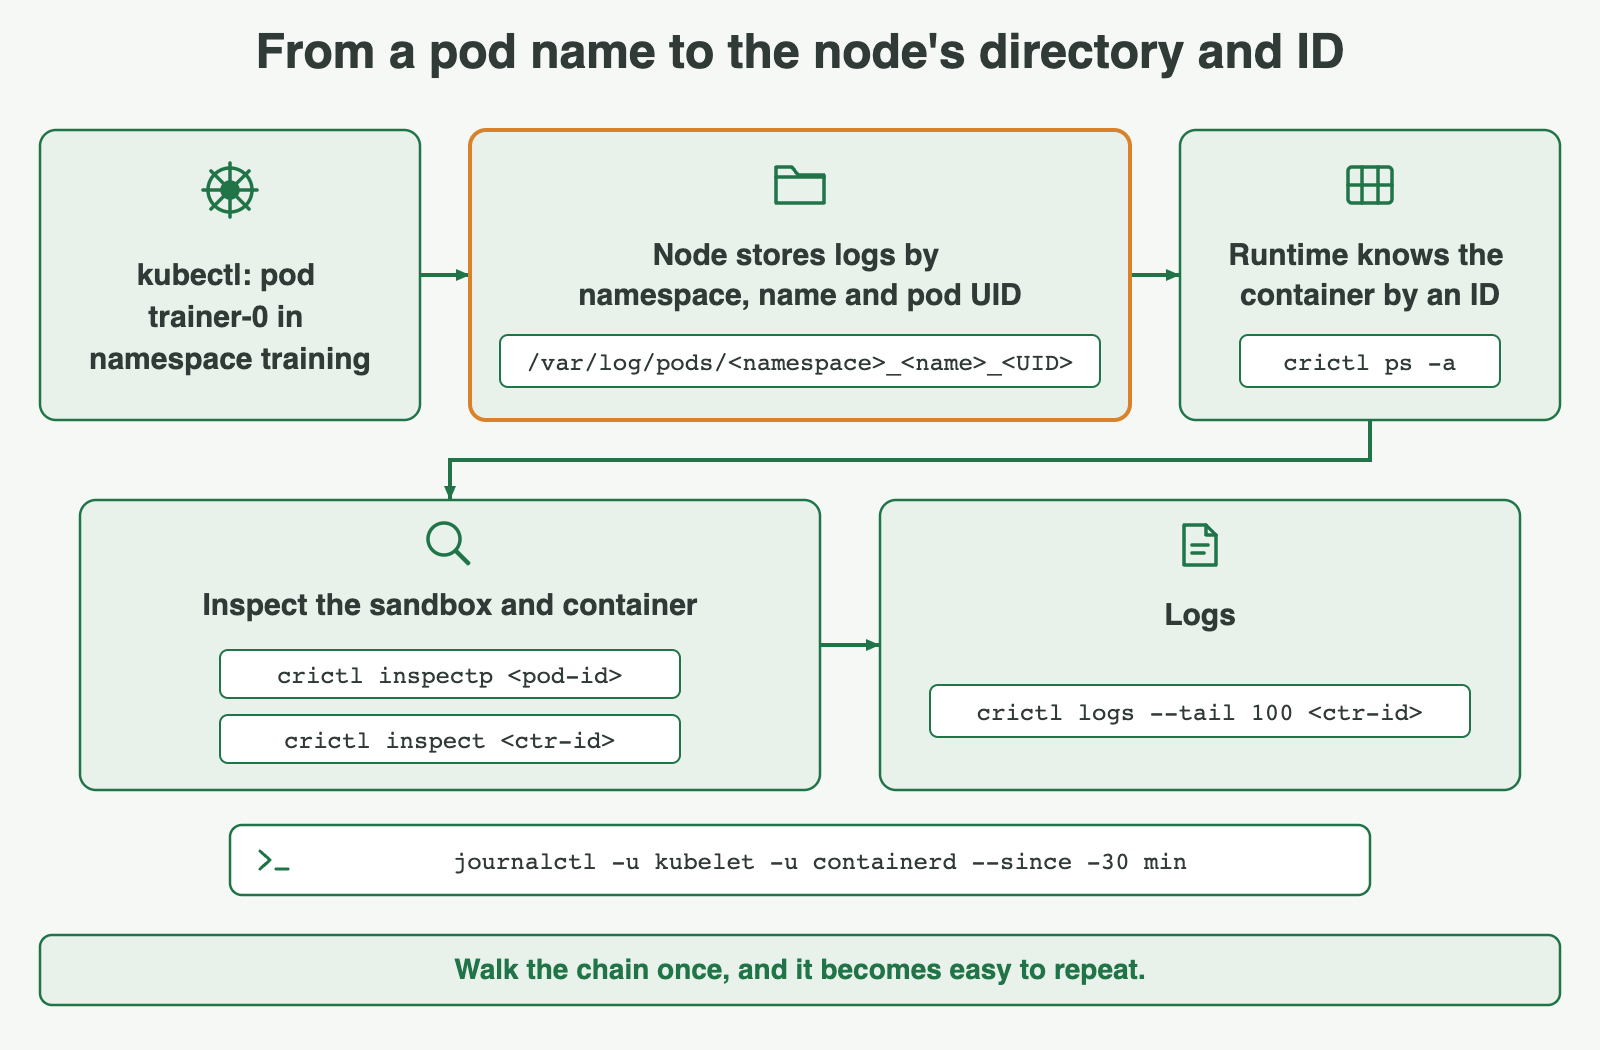 From a pod name to the node's directory and ID
kubectl: pod
trainer-0 in
namespace training
Node stores logs by
namespace, name and pod UID
/var/log/pods/<namespace>_<name>_<UID>
Runtime knows the
container by an ID
crictl ps -a
Inspect the sandbox and container
crictl inspectp <pod-id>
crictl inspect <ctr-id>
Logs
crictl logs --tail 100 <ctr-id>
>_ journalctl -u kubelet -u containerd --since -30 min
Walk the chain once, and it becomes easy to repeat.